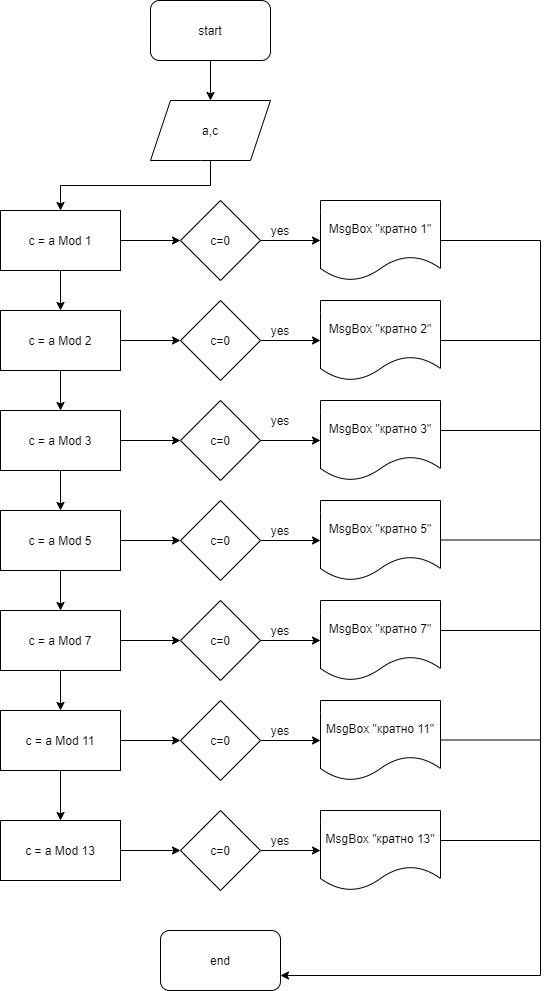 start
a,c
c = a Mod 1
c=0
yes
MsgBox "кратно 1"
c = a Mod 2
c=0
yes
MsgBox "кратно 2"
c = a Mod 3
c=0
yes
MsgBox "кратно 3"
c = a Mod 5
c=0
yes
MsgBox "кратно 5"
c = a Mod 7
c=0
yes
MsgBox "кратно 7"
c = a Mod 11
c=0
yes
MsgBox "кратно 11"
c = a Mod 13
c=0
yes
MsgBox "кратно 13"
end